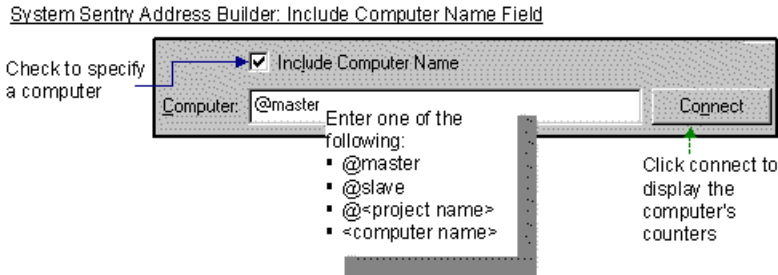 System Sentry Address Builder: Include Computer Name Field
Check to specify
a computer
Include Computer Name
Computer:
@master
Connect
Enter one of the
following:
▪ @master
▪ @slave
▪ @<project name>
▪ <computer name>
Click connect to
display the
computer's
counters